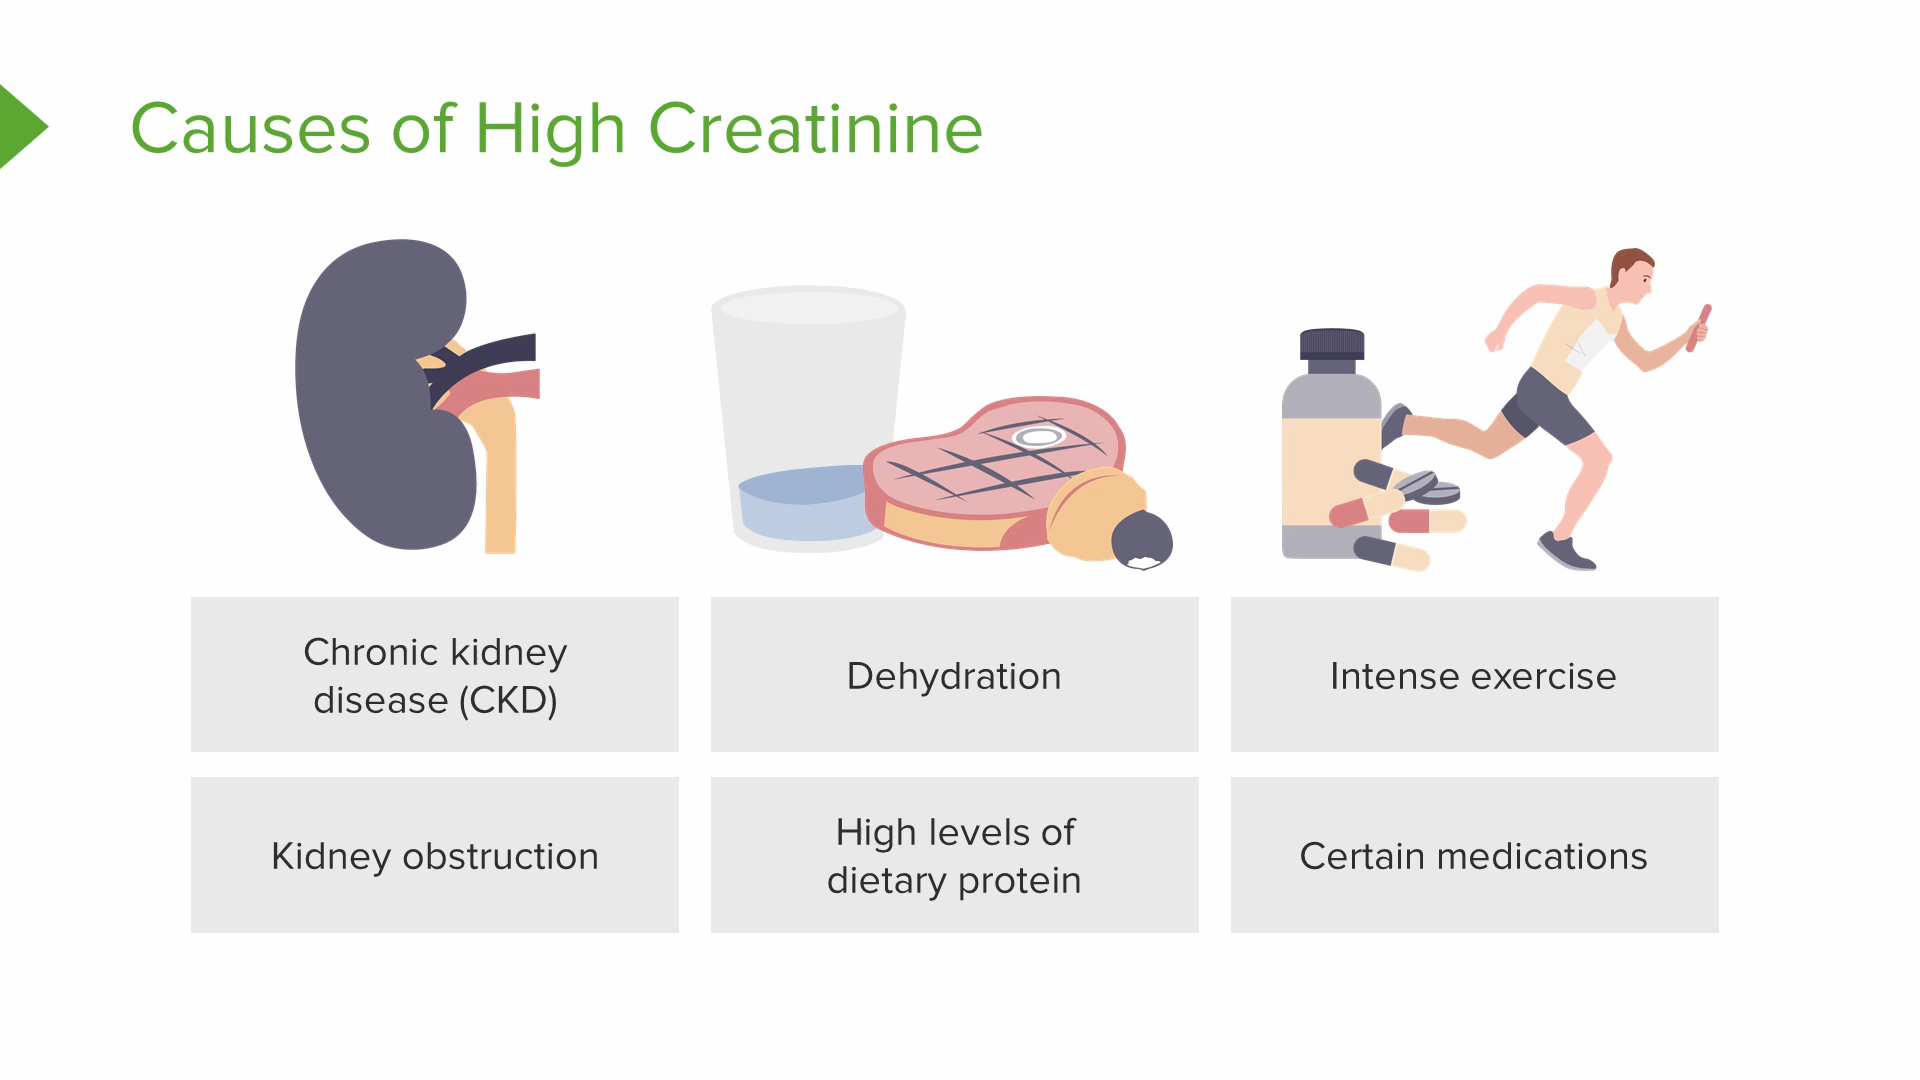 Causes of High Creatinine
Chronic kidney
disease (CKD)
Dehydration
Intense exercise
Kidney obstruction
High levels of
dietary protein
Certain medications